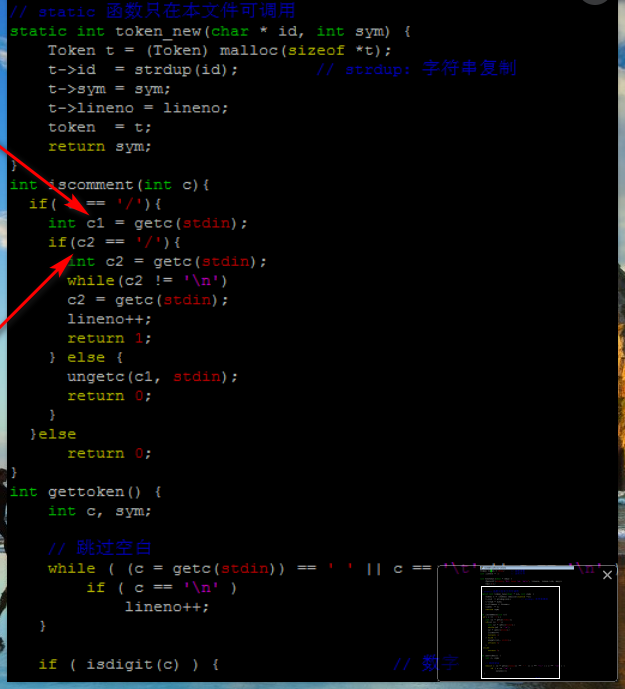 // static 函数只在本文件可调用
static int token_new(char * id, int sym) {
Token t = (Token) malloc(sizeof *t);
t->id = strdup(id); // strdup: 字符串复制
t->sym = sym;
t->lineno = lineno;
token = t;
return sym;
}
int iscomment(int c){
if( == '/'){
int c1 = getc(stdin);
if(c2 == '/'){
int c2 = getc(stdin);
while(c2 != '\n')
c2 = getc(stdin);
lineno++;
return 1;
} else {
ungetc(c1, stdin);
return 0;
}
}else
return 0;
}
int gettoken() {
int c, sym;
// 跳过空白
while ( (c = getc(stdin)) == ' ' || c ==
if ( c == '\n' )
lineno++;
}
if ( isdigit(c) ) { //